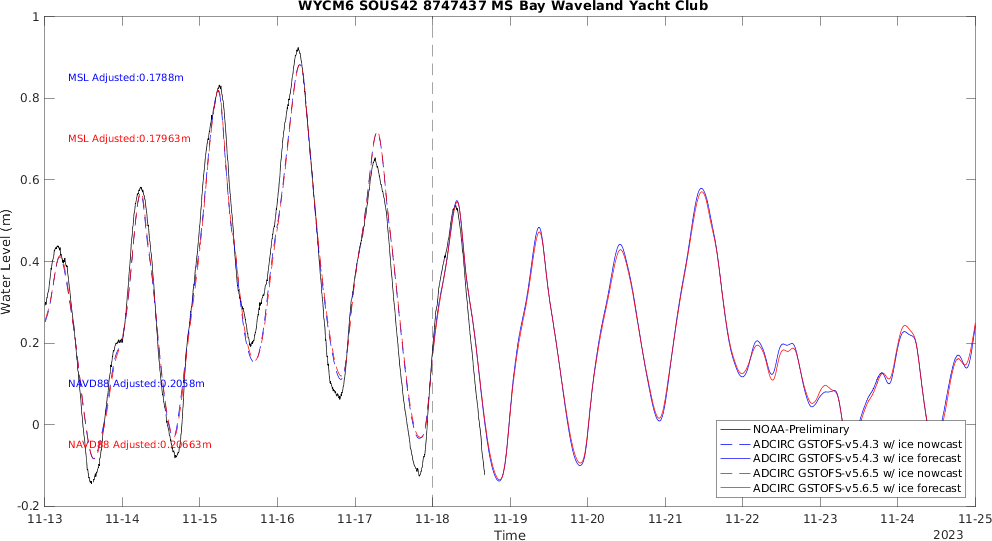 WYCM6 SOUS42 8747437 MS Bay Waveland Yacht Club
Water Level (m)
1
0.8
0.6
0.4
0.2
0
-0.2
MSL Adjusted:0.1788m
MSL Adjusted:0.17963m
NAVD88 Adjusted:0.2058m
NAVD88 Adjusted:0.20663m
NOAA-Preliminary
ADCIRC GSTOFS-v5.4.3 w/ ice nowcast
ADCIRC GSTOFS-v5.4.3 w/ ice forecast
ADCIRC GSTOFS-v5.6.5 w/ ice nowcast
ADCIRC GSTOFS-v5.6.5 w/ ice forecast
11-13 11-14 11-15 11-16 11-17 11-18 11-19 11-20 11-21 11-22 11-23 11-24 11-25
Time
2023